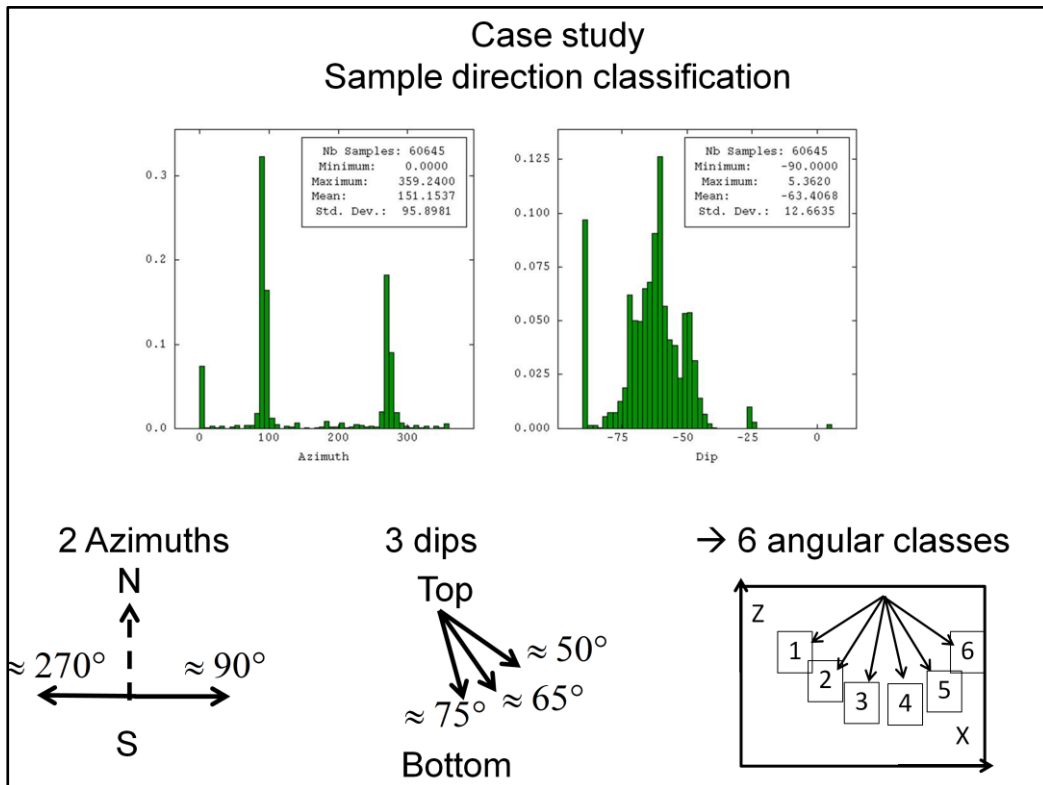 Case study
Sample direction classification
Nb Samples: 60645
Minimum: 0.0000
Maximum: 359.2400
Mean: 151.1537
Std. Dev.: 95.8981
0.3
0.2
0.1
0.0
0
100
200
300
Azimuth
Nb Samples: 60645
Minimum: -90.0000
Maximum: 5.3620
Mean: -63.4068
Std. Dev.: 12.6635
0.125
0.100
0.075
0.050
0.025
0.000
-75
-50
-25
0
Dip
2 Azimuths
N
≈ 270°
≈ 90°
S
3 dips
Top
≈ 50°
≈ 65°
≈ 75°
Bottom
→ 6 angular classes
Z
1
2
3
4
5
6
X